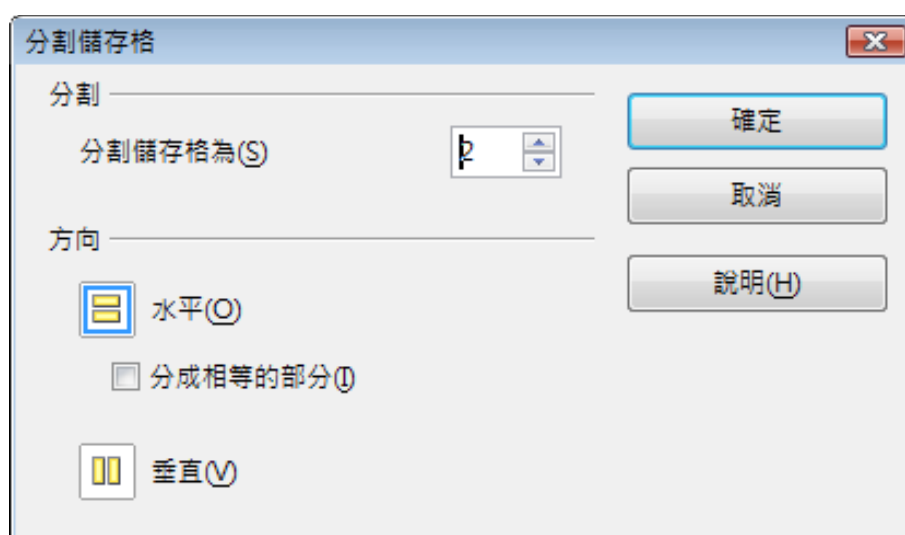 分割儲存格
分割
分割儲存格為(S)
2
方向
水平(O)
分成相等的部分(I)
垂直(V)
確定
取消
說明(H)